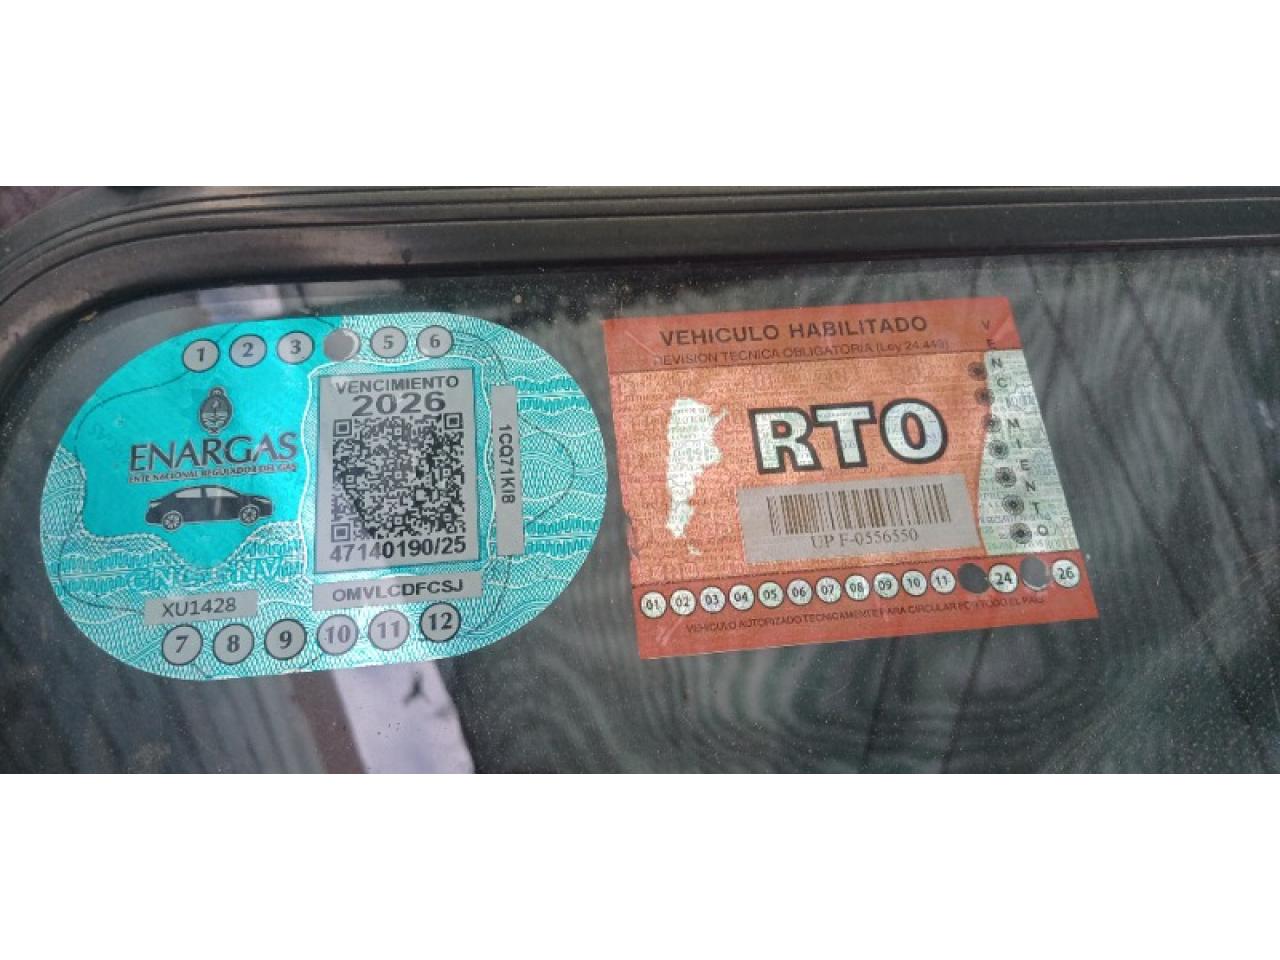 1 2 3 5 6
ENARGAS
ENTE NACIONAL REGULADOR DEL GAS
VENCIMIENTO
2026
47140190/25
1CQ71KI8
GNC GNV
XU1428
OMVLCDFCSJ
7 8 9 10 11 12
VEHICULO HABILITADO
REVISION TECNICA OBLIGATORIA (Ley 24.449)
RTO
UP F-0556550
VENCIMIENTO
01 02 03 04 05 06 07 08 09 10 11 24 26
VEHICULO AUTORIZADO TECNICAMENTE PARA CIRCULAR POR TODO EL PAIS